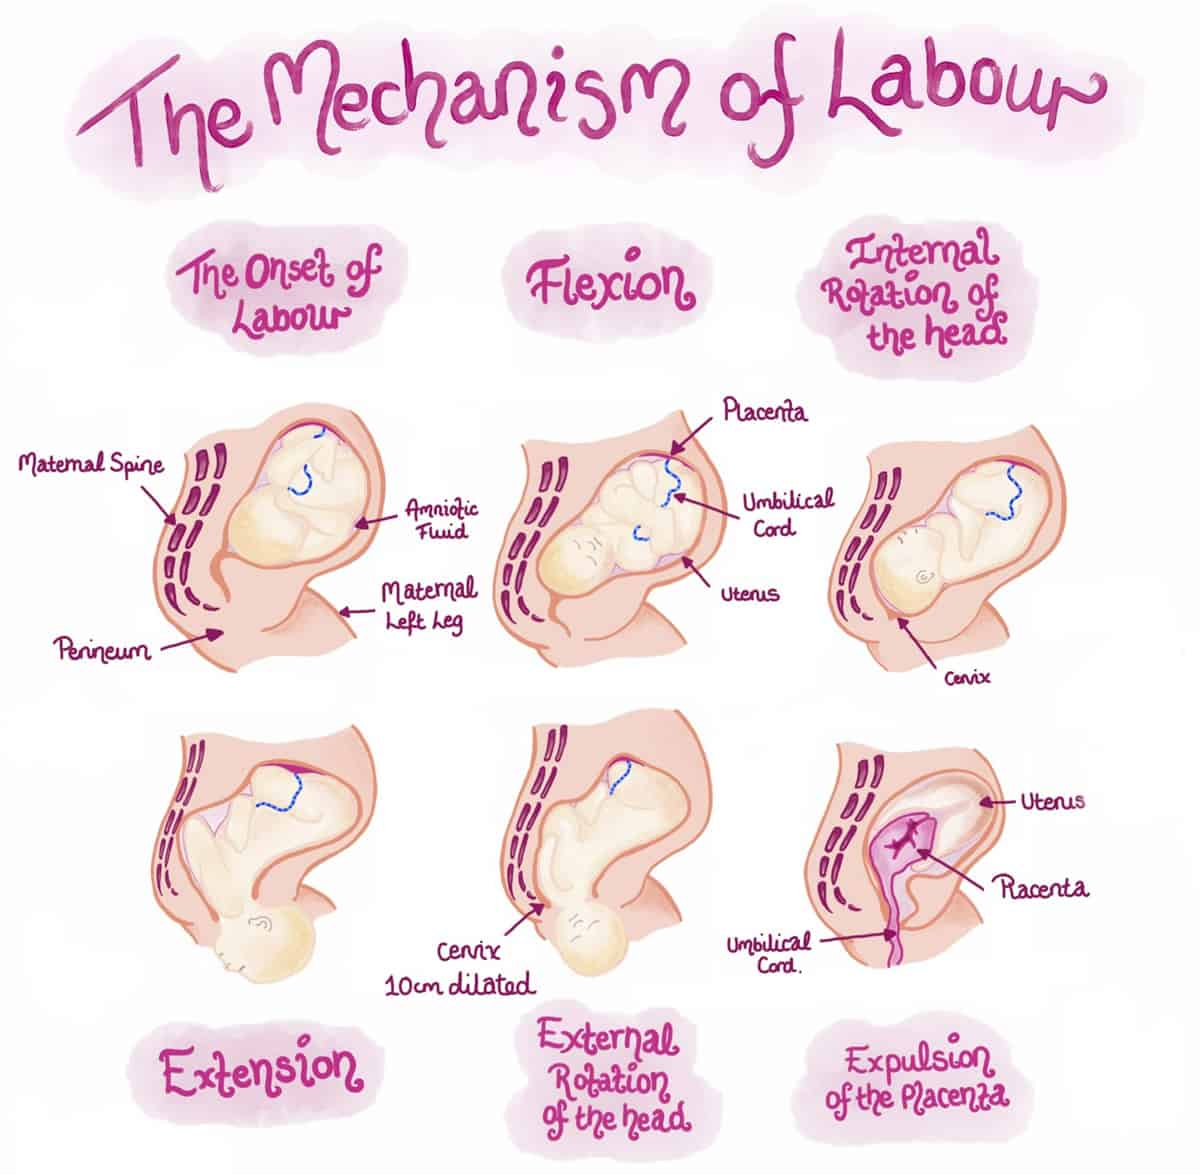 The Mechanism of Labour
The Onset of
Labour
Flexion
Internal
Rotation of
the head
Maternal Spine
Amniotic
Fluid
Maternal
Left Leg
Perineum
Placenta
Umbilical
Cord
Uterus
Cervix
Cervix
10cm dilated
Uterus
Placenta
Umbilical
Cord.
Extension
External
Rotation
of the head
Expulsion
of the Placenta